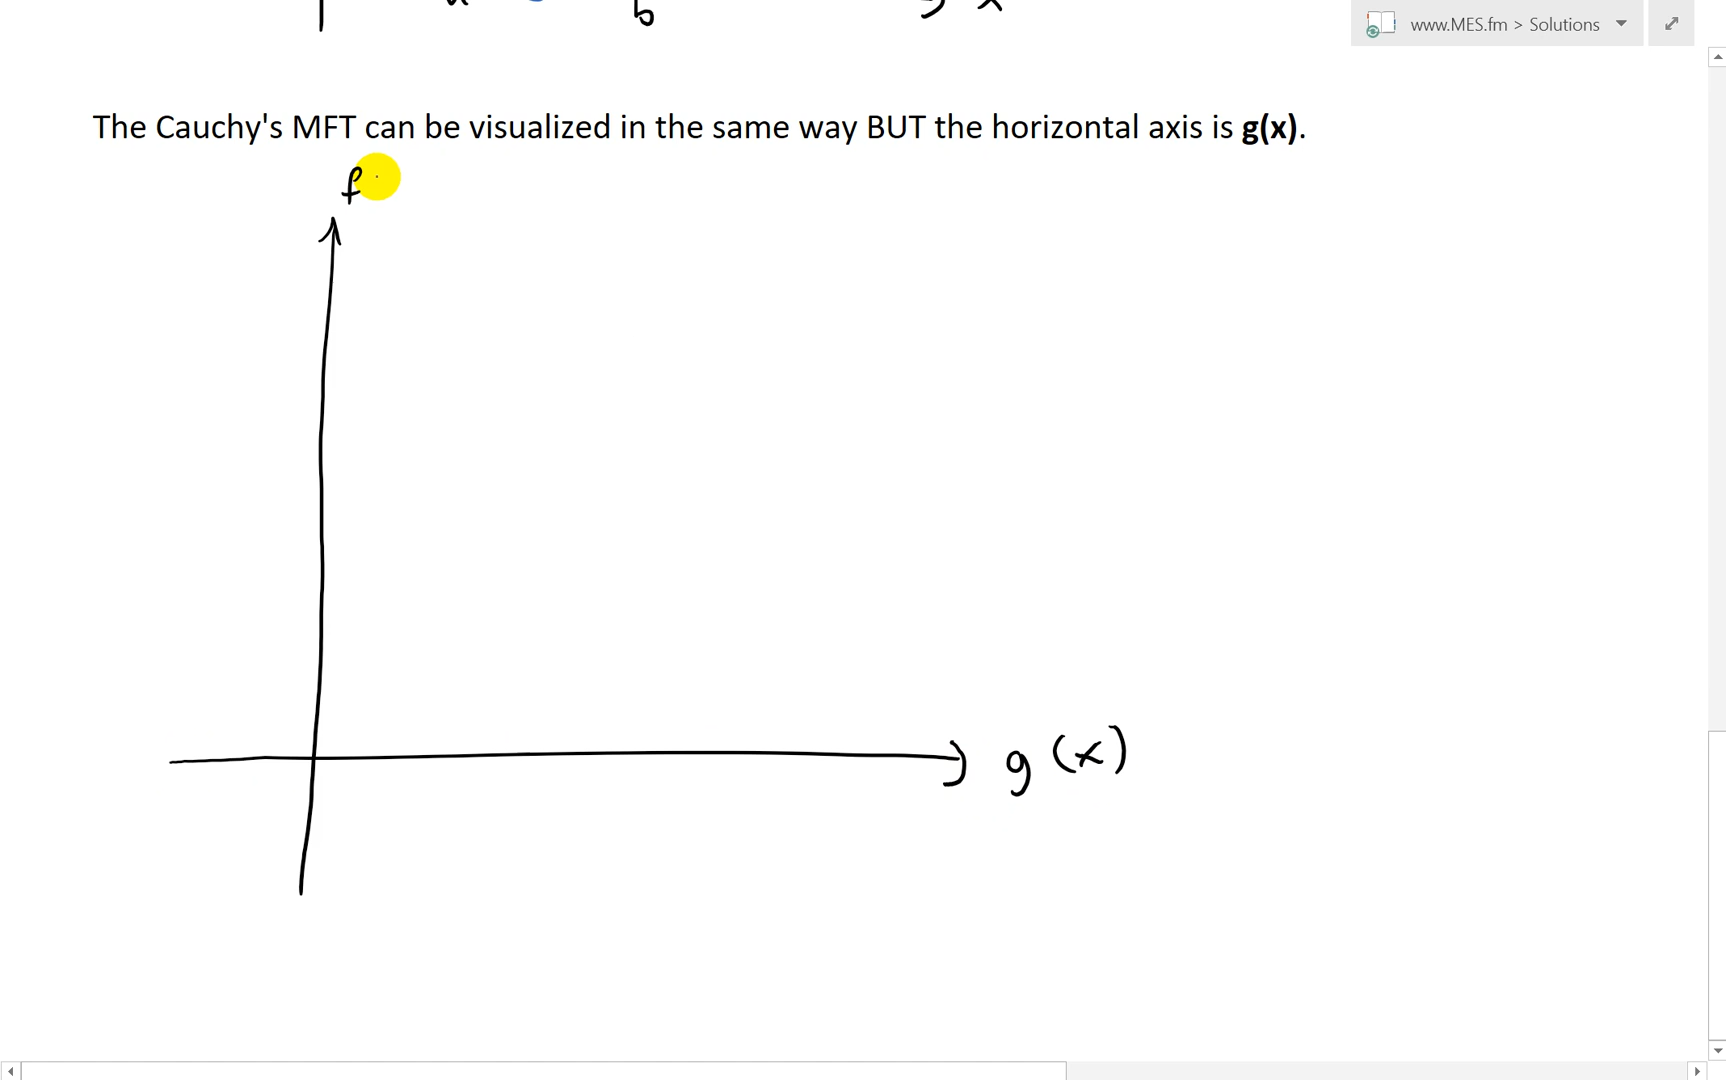 a b x
www.MES.fm > Solutions
The Cauchy's MFT can be visualized in the same way BUT the horizontal axis is g(x).
f
g(x)